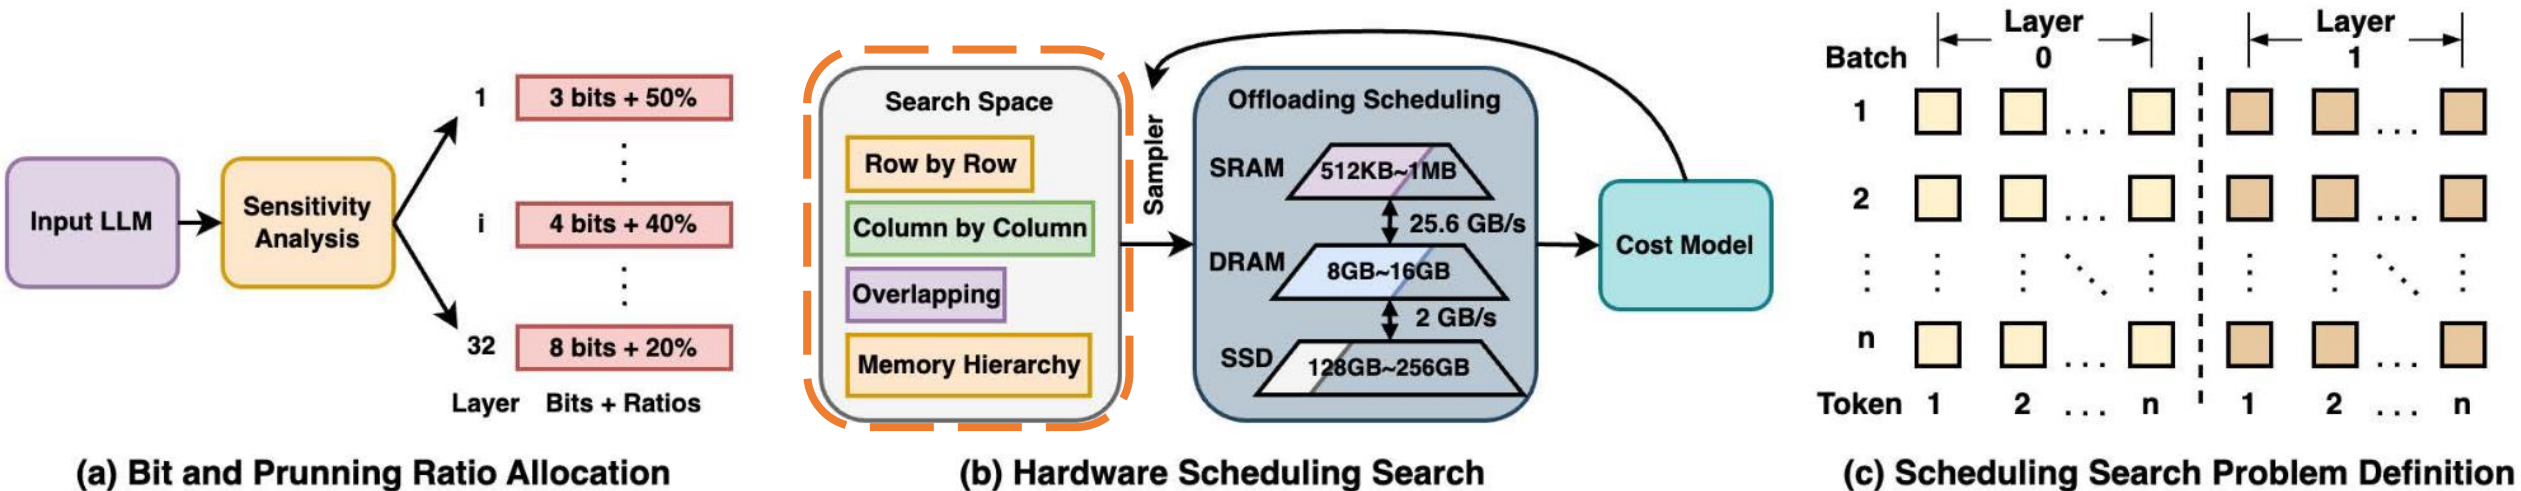 Input LLM
Sensitivity
Analysis
1
3 bits + 50%
i
4 bits + 40%
32
8 bits + 20%
Layer
Bits + Ratios
(a) Bit and Prunning Ratio Allocation
Search Space
Row by Row
Column by Column
Overlapping
Memory Hierarchy
Sampler
Offloading Scheduling
SRAM
512KB~1MB
25.6 GB/s
DRAM
8GB~16GB
2 GB/s
SSD
128GB~256GB
Cost Model
(b) Hardware Scheduling Search
Layer
0
Layer
1
Batch
1
2
n
Token 1 2 ... n 1 2 ... n
(c) Scheduling Search Problem Definition